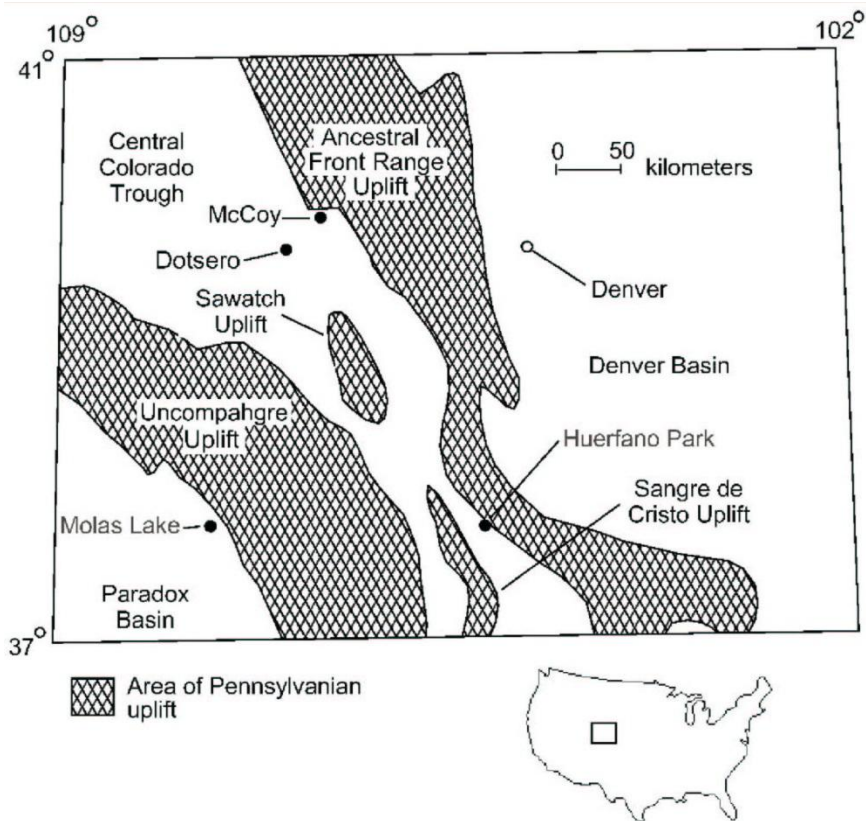 109°
102°
41°
Central
Colorado
Trough
Ancestral
Front Range
Uplift
0 50 kilometers
McCoy
Dotsero
Denver
Sawatch
Uplift
Denver Basin
Uncompahgre
Uplift
Huerfano Park
Sangre de
Cristo Uplift
Molas Lake
Paradox
Basin
37°
Area of Pennsylvanian
uplift